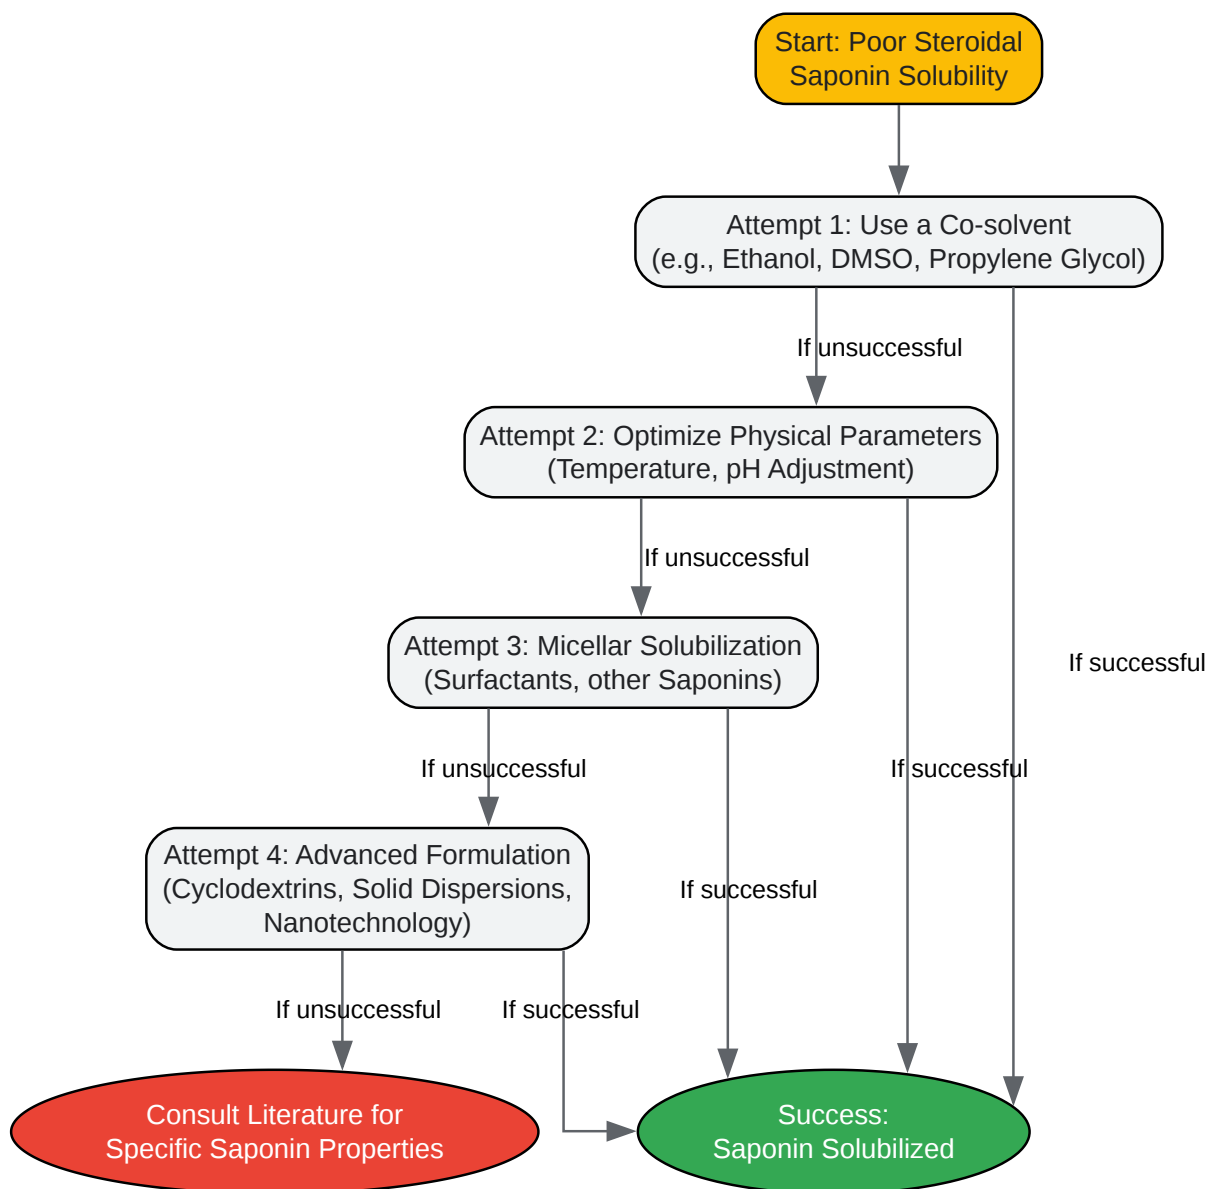 Start: Poor Steroidal
Saponin Solubility
Attempt 1: Use a Co-solvent
(e.g., Ethanol, DMSO, Propylene Glycol)
If unsuccessful
Attempt 2: Optimize Physical Parameters
(Temperature, pH Adjustment)
If unsuccessful
Attempt 3: Micellar Solubilization
(Surfactants, other Saponins)
If successful
If unsuccessful
If successful
Attempt 4: Advanced Formulation
(Cyclodextrins, Solid Dispersions,
Nanotechnology)
If successful
If unsuccessful
If successful
Consult Literature for
Specific Saponin Properties
Success:
Saponin Solubilized